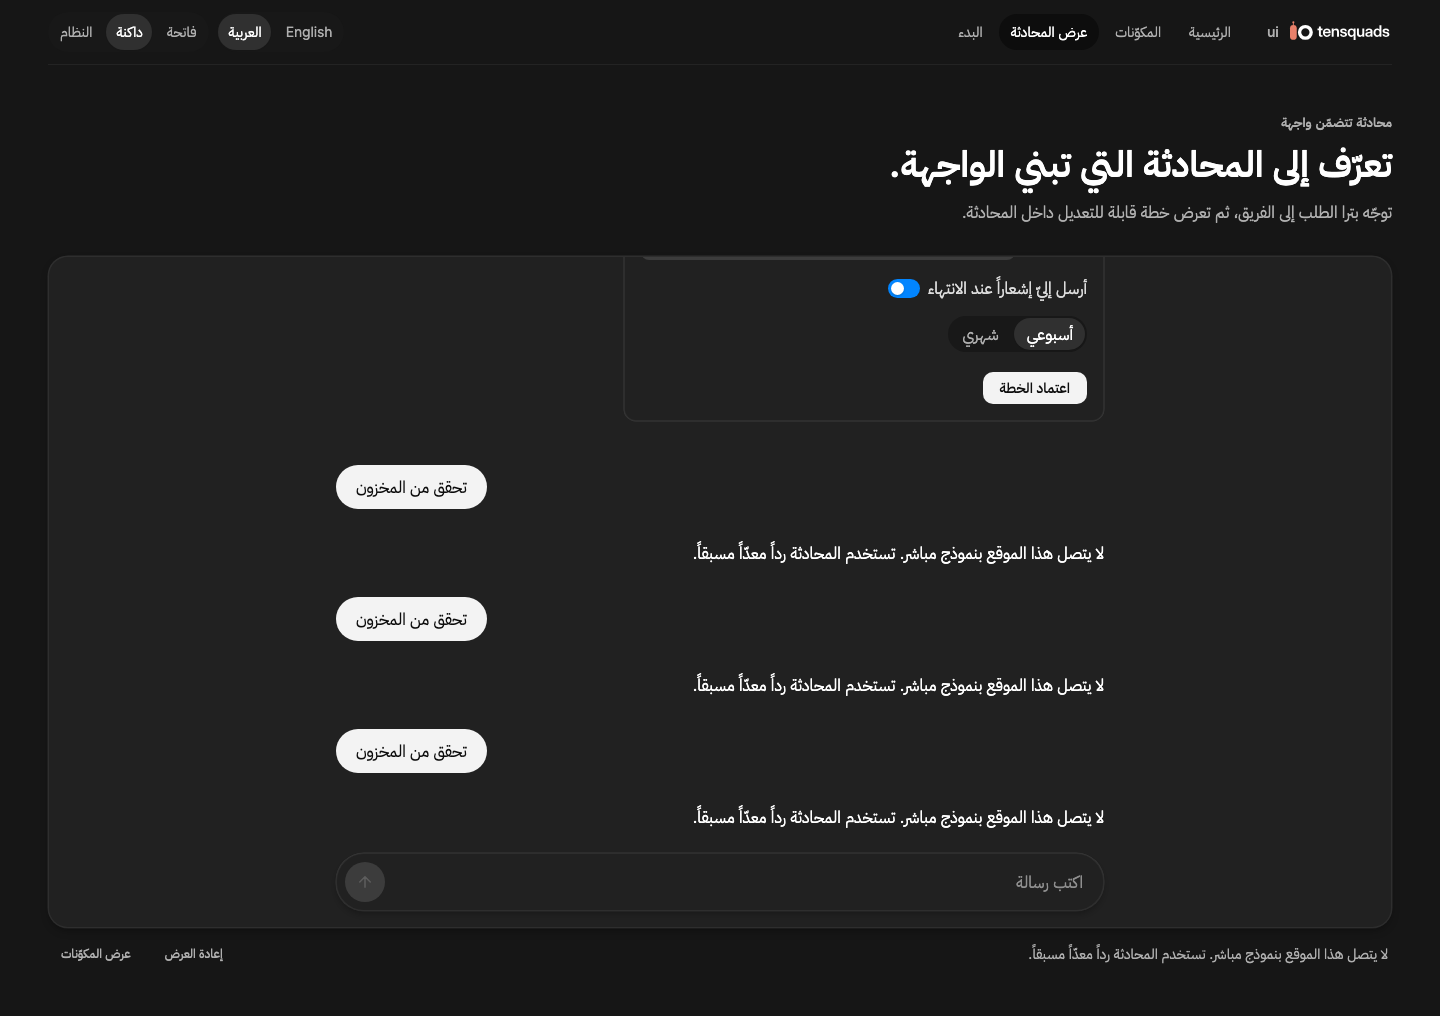 tensquads ui
الرئيسية
المكوّنات
عرض المحادثة
البدء
English
العربية
فاتحة
داكنة
النظام
محادثة تتضمّن واجهة
تعرّف إلى المحادثة التي تبني الواجهة.
توجّه بترا الطلب إلى الفريق، ثم تعرض خطة قابلة للتعديل داخل المحادثة.
أرسل إليّ إشعاراً عند الانتهاء
أسبوعي
شهري
اعتماد الخطة
تحقق من المخزون
لا يتصل هذا الموقع بنموذج مباشر. تستخدم المحادثة رداً معدّاً مسبقاً.
تحقق من المخزون
لا يتصل هذا الموقع بنموذج مباشر. تستخدم المحادثة رداً معدّاً مسبقاً.
تحقق من المخزون
لا يتصل هذا الموقع بنموذج مباشر. تستخدم المحادثة رداً معدّاً مسبقاً.
اكتب رسالة
لا يتصل هذا الموقع بنموذج مباشر. تستخدم المحادثة رداً معدّاً مسبقاً.
إعادة العرض
عرض المكوّنات